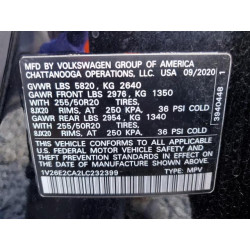 MFD. BY VOLKSWAGEN GROUP OF AMERICA
CHATTANOOGA OPERATIONS, LLC. USA 09/2020
GVWR LBS 5820, KG 2640
GAWR FRONT LBS 2976, KG 1350
WITH 255/50R20 TIRES,
8JX20 RIMS, AT 250 KPA, 36 PSI COLD
GAWR REAR LBS 2954, KG 1340
WITH 255/50R20 TIRES,
8JX20 RIMS, AT 250 KPA, 36 PSI COLD
THIS VEHICLE CONFORMS TO ALL APPLICABLE
FEDERAL MOTOR VEHICLE SAFETY
STANDARDS IN EFFECT ON THE DATE
OF MANUFACTURE SHOWN ABOVE.
1V26E2CA2LC232399 TYPE: MPV
3940448
1